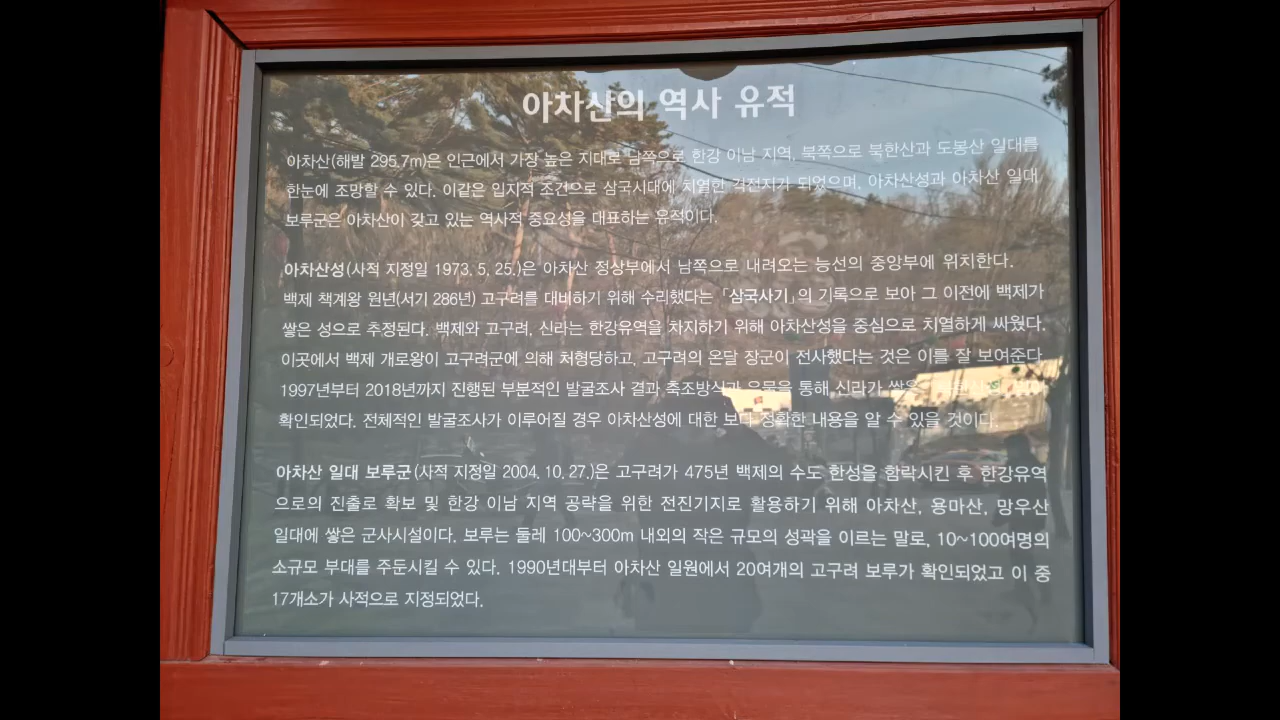 아차산의 역사 유적
아차산(해발 295.7m)은 인근에서 가장 높은 지대로 남쪽으로 한강 이남 지역, 북쪽으로 북한산과 도봉산 일대를
한눈에 조망할 수 있다. 이같은 입지적 조건으로 삼국시대에 치열한 격전지가 되었으며, 아차산성과 아차산 일대
보루군은 아차산이 갖고 있는 역사적 중요성을 대표하는 유적이다.
아차산성(사적 지정일 1973. 5. 25.)은 아차산 정상부에서 남쪽으로 내려오는 능선의 중앙부에 위치한다.
백제 책계왕 원년(서기 286년) 고구려를 대비하기 위해 수리했다는 「삼국사기」의 기록으로 보아 그 이전에 백제가
쌓은 성으로 추정된다. 백제와 고구려, 신라는 한강유역을 차지하기 위해 아차산성을 중심으로 치열하게 싸웠다.
이곳에서 백제 개로왕이 고구려군에 의해 처형당하고, 고구려의 온달 장군이 전사했다는 것은 이를 잘 보여준다
1997년부터 2018년까지 진행된 부분적인 발굴조사 결과 축조방식과 유물을 통해 신라가 쌓은
확인되었다. 전체적인 발굴조사가 이루어질 경우 아차산성에 대한 보다 정확한 내용을 알 수 있을 것이다.
아차산 일대 보루군(사적 지정일 2004. 10. 27.)은 고구려가 475년 백제의 수도 한성을 함락시킨 후 한강유역
으로의 진출로 확보 및 한강 이남 지역 공략을 위한 전진기지로 활용하기 위해 아차산, 용마산, 망우산
일대에 쌓은 군사시설이다. 보루는 둘레 100~300m 내외의 작은 규모의 성곽을 이르는 말로, 10~100여명의
소규모 부대를 주둔시킬 수 있다. 1990년대부터 아차산 일원에서 20여개의 고구려 보루가 확인되었고 이 중
17개소가 사적으로 지정되었다.